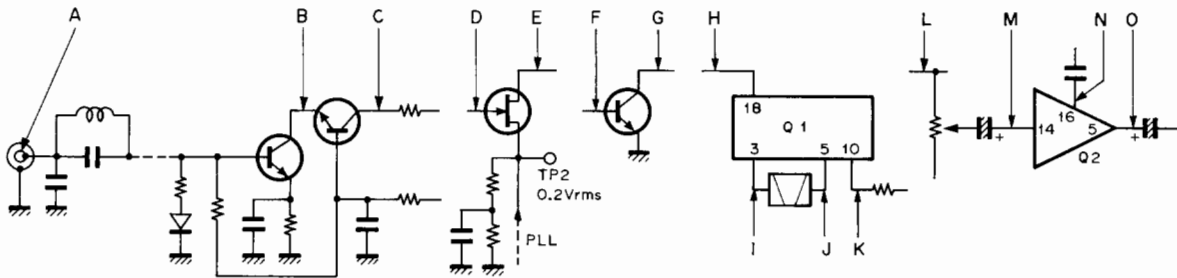 A
B
C
D
E
F
G
H
L
M
N
O
18
Q1
3
5
10
14
16
5
Q2
+
+
TP2
0.2Vrms
PLL
I
J
K